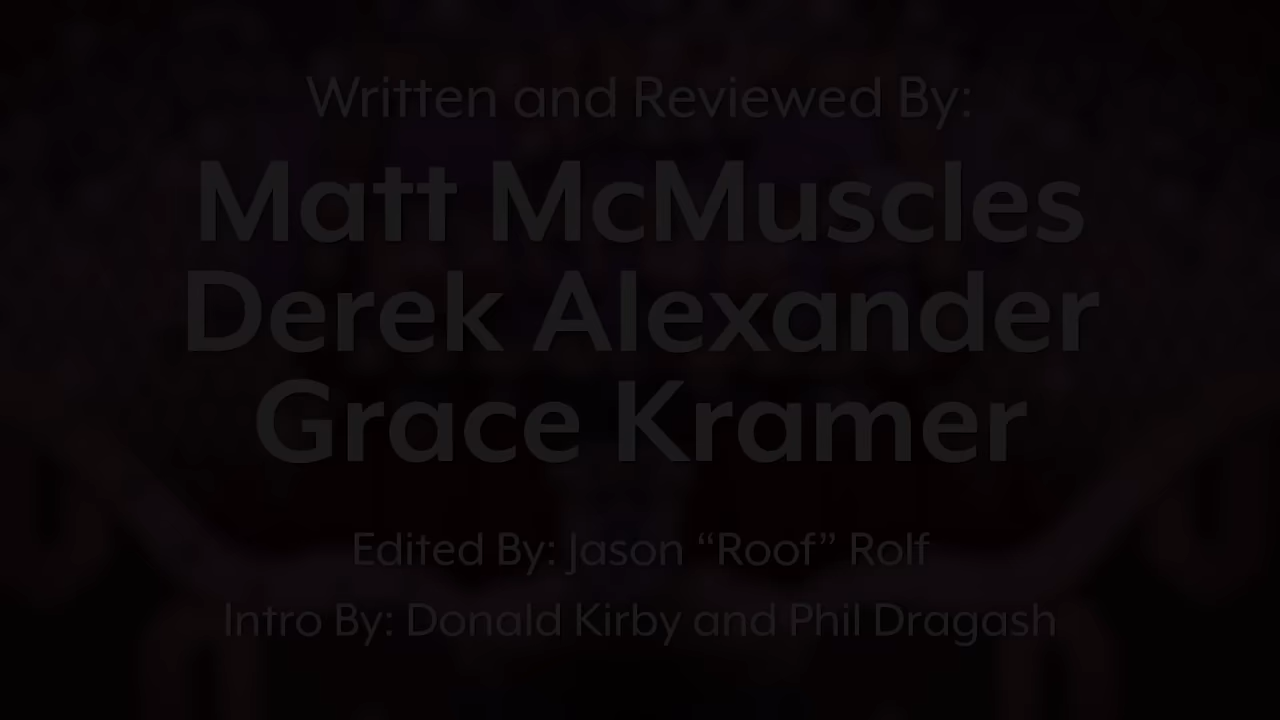 Written and Reviewed By:
Matt McMuscles
Derek Alexander
Grace Kramer
Edited By: Jason “Roof” Rolf
Intro By: Donald Kirby and Phil Dragash